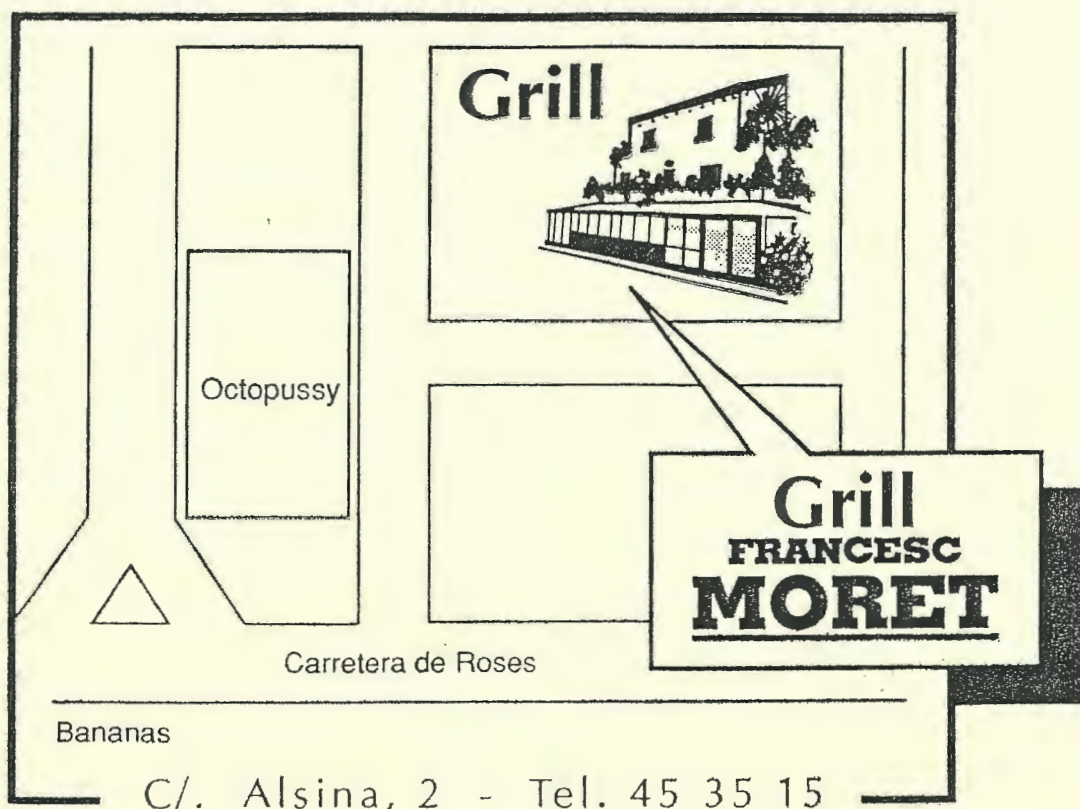 Grill
Octopussy
Grill
FRANCESC
MORET
Carretera de Roses
Bananas
C/. Alsina, 2 - Tel. 45 35 15